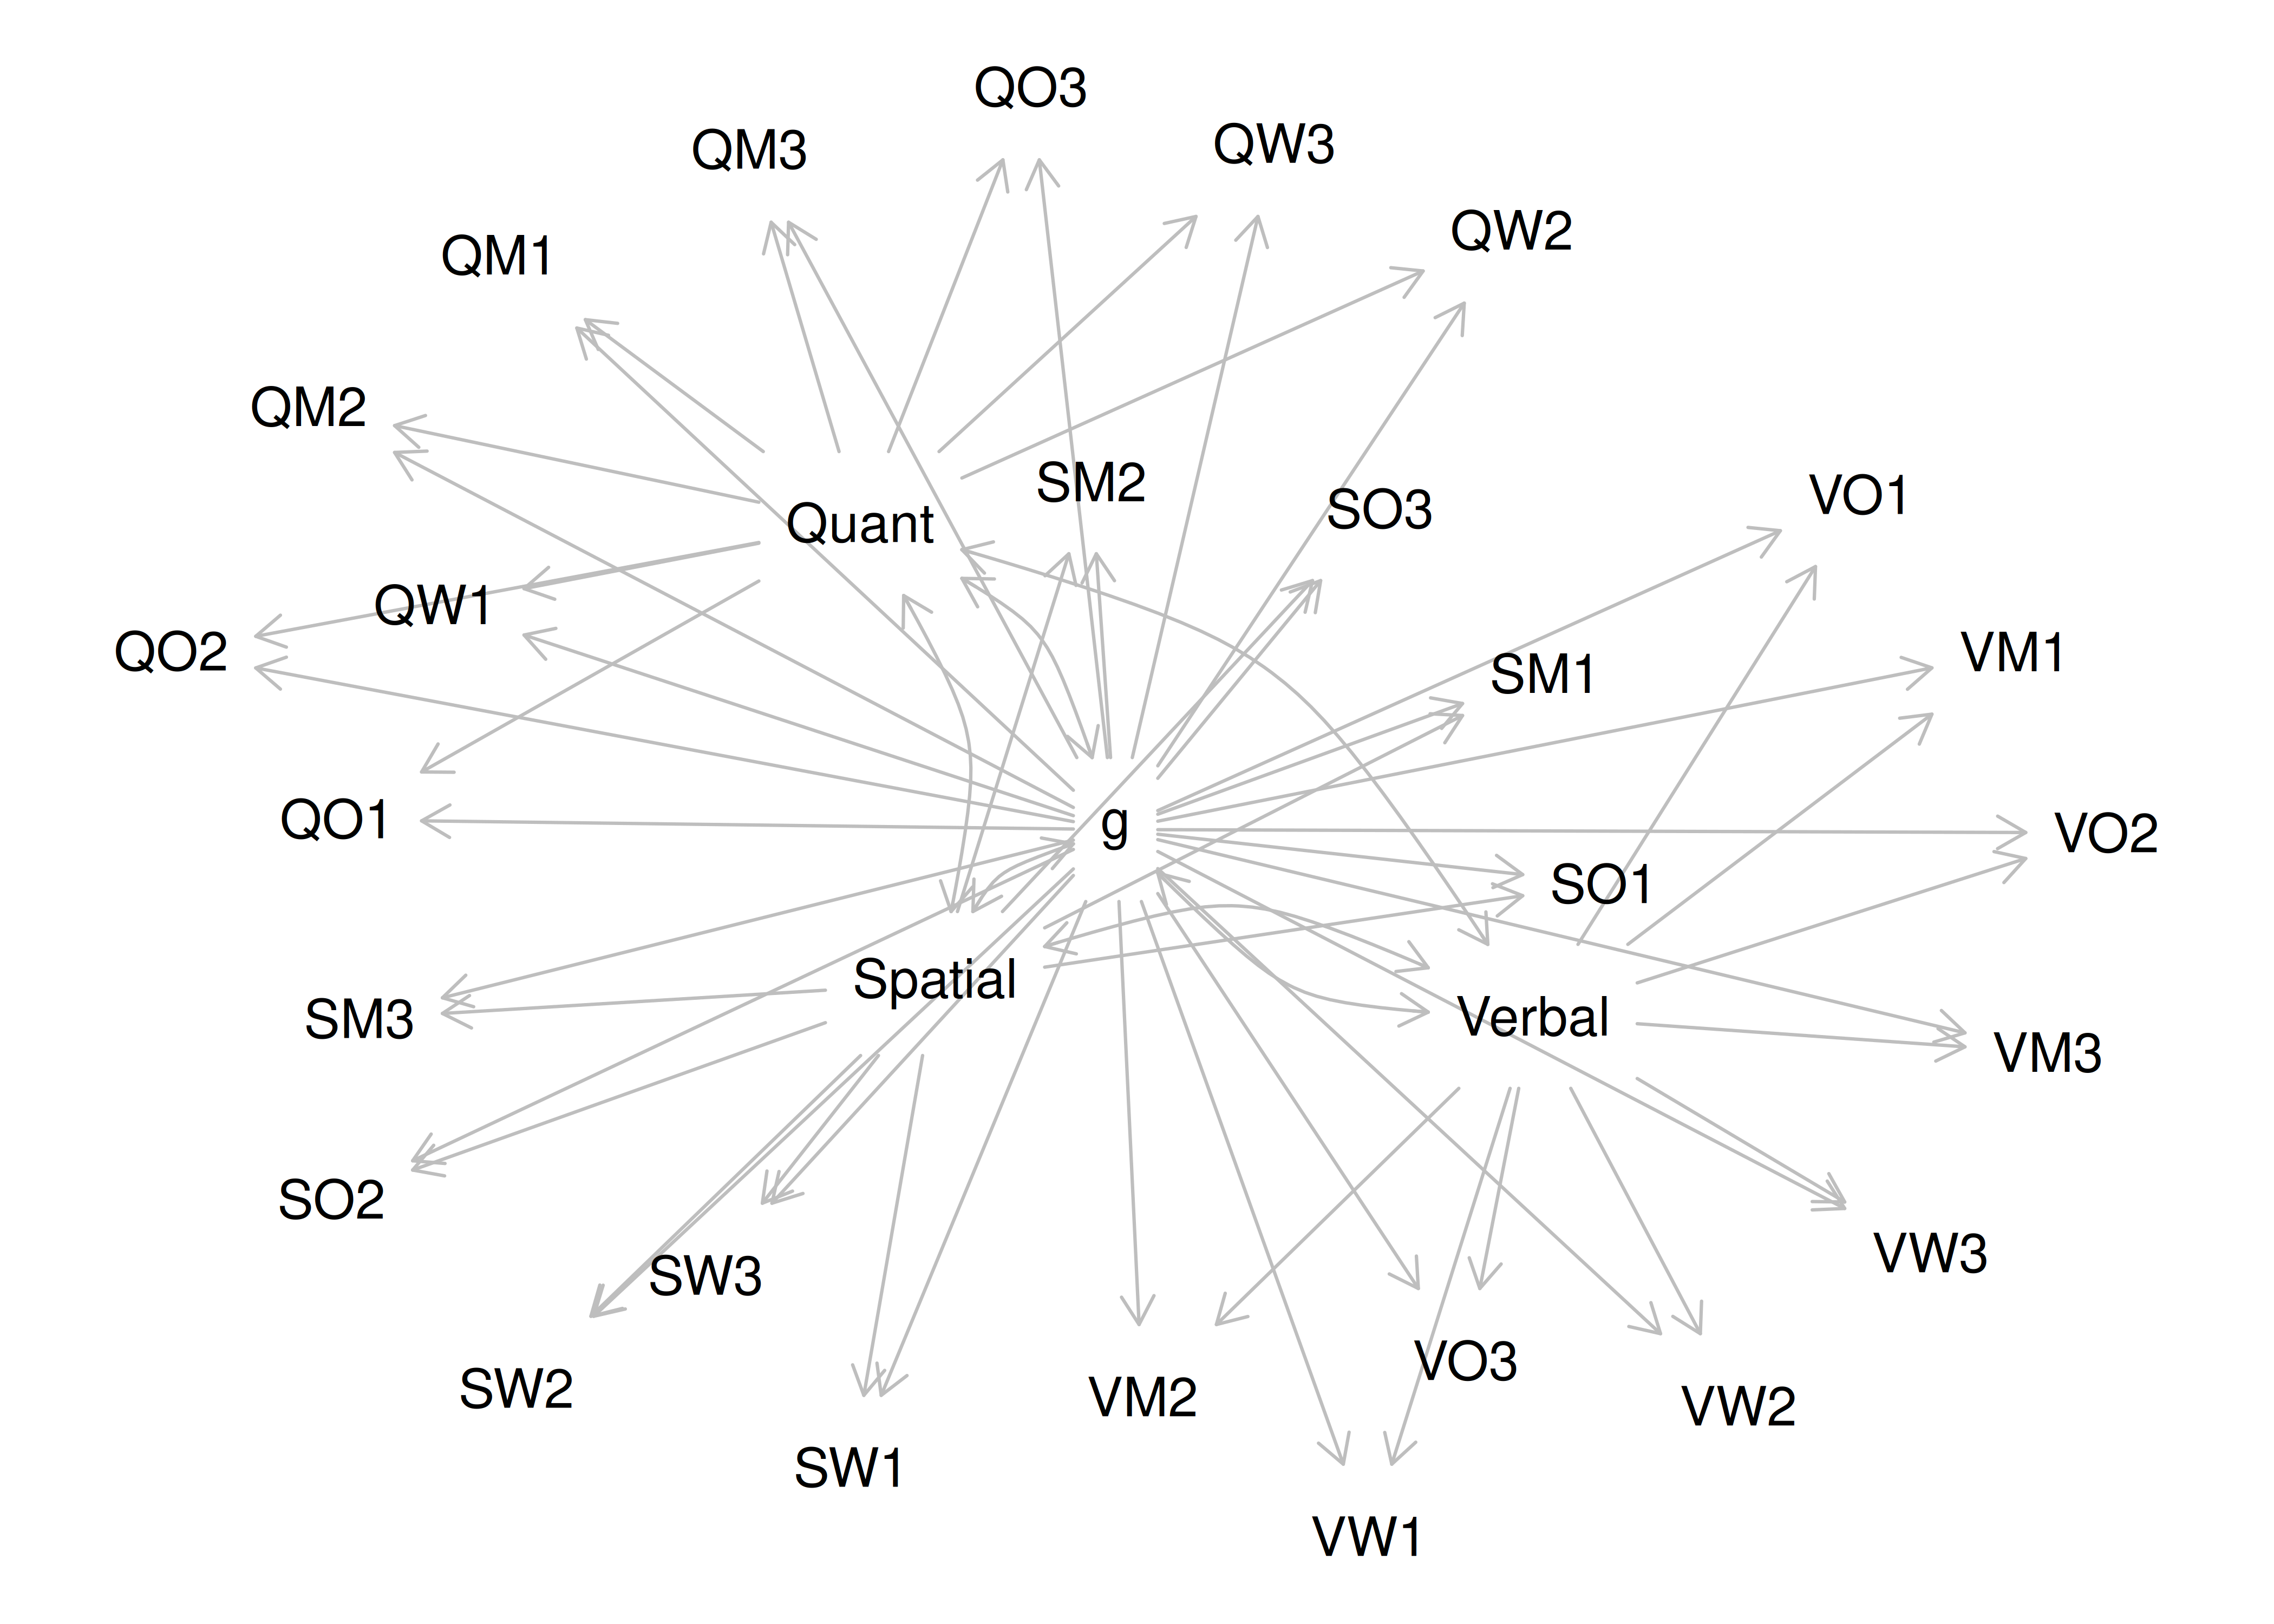 QO3
QW3
QM3
QW2
QM1
QM2
SM2
VO1
SO3
Quant
QW1
QO2
VM1
SM1
QO1
g
VO2
SO1
Spatial
Verbal
SM3
VM3
SO2
VW3
SW3
VO3
SW2
VM2
VW2
SW1
VW1